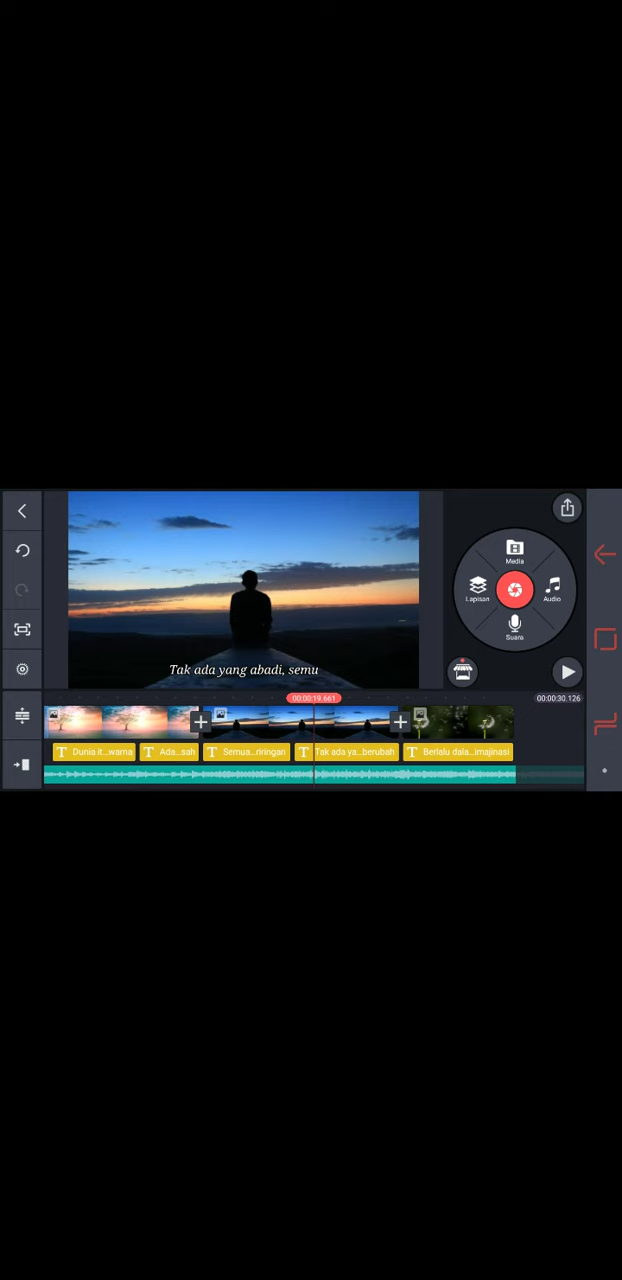 Media
Lapisan
Audio
Suara
Tak ada yang abadi, semu
00:00:19.661
00:00:30.126
T Dunia it...warna
T Ada...sah
T Semua...riringan
T Tak ada ya...berubah
T Berlalu dala...imajinasi